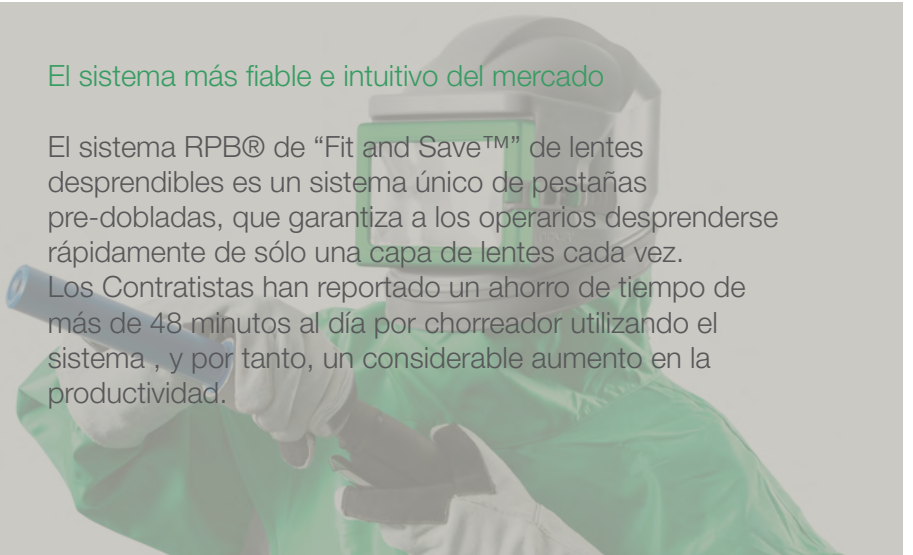 El sistema más fiable e intuitivo del mercado
El sistema RPB® de “Fit and Save™” de lentes
desprendibles es un sistema único de pestañas
pre-dobladas, que garantiza a los operarios desprenderse
rápidamente de sólo una capa de lentes cada vez.
Los Contratistas han reportado un ahorro de tiempo de
más de 48 minutos al día por chorreador utilizando el
sistema , y por tanto, un considerable aumento en la
productividad.